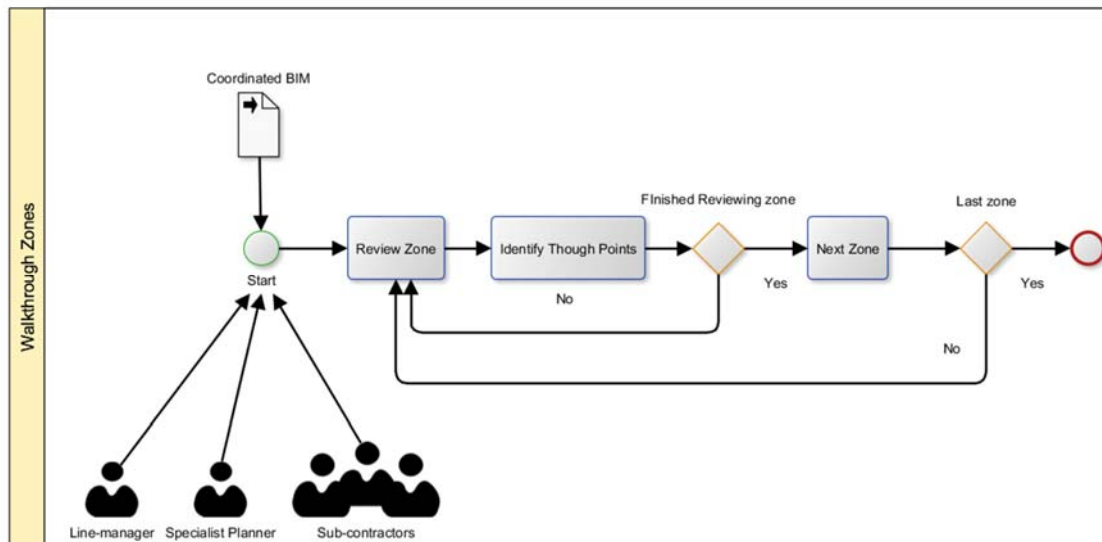 Walkthrough Zones
Coordinated BIM
Start
Review Zone
Identify Though Points
FInished Reviewing zone
Yes
No
Next Zone
Last zone
Yes
No
Line-manager
Specialist Planner
Sub-contractors